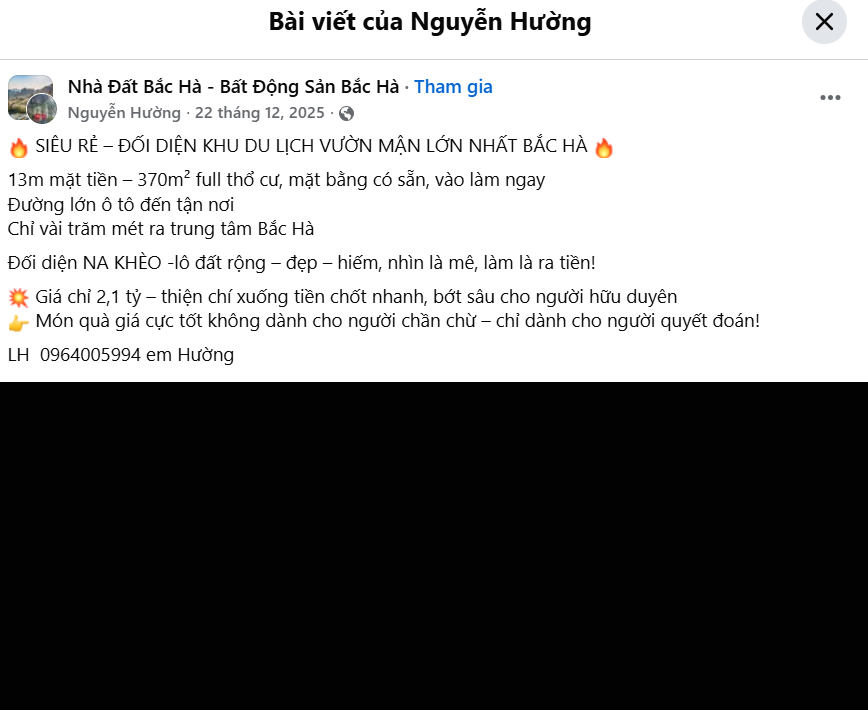 Bài viết của Nguyễn Hường
Nhà Đất Bắc Hà - Bất Động Sản Bắc Hà · Tham gia
Nguyễn Hường · 22 tháng 12, 2025 ·
🔥 SIÊU RẺ – ĐỐI DIỆN KHU DU LỊCH VƯỜN MẬN LỚN NHẤT BẮC HÀ 🔥
13m mặt tiền – 370m² full thổ cư, mặt bằng có sẵn, vào làm ngay
Đường lớn ô tô đến tận nơi
Chỉ vài trăm mét ra trung tâm Bắc Hà
Đối diện NA KHÈO -lô đất rộng – đẹp – hiếm, nhìn là mê, làm là ra tiền!
💥 Giá chỉ 2,1 tỷ – thiện chí xuống tiền chốt nhanh, bớt sâu cho người hữu duyên
👉 Món quà giá cực tốt không dành cho người chần chừ – chỉ dành cho người quyết đoán!
LH  0964005994 em Hường